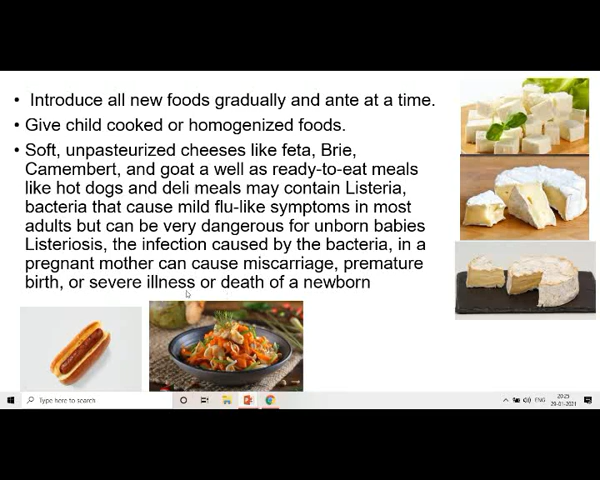 • Introduce all new foods gradually and ante at a time.
• Give child cooked or homogenized foods.
• Soft, unpasteurized cheeses like feta, Brie,
Camembert, and goat a well as ready-to-eat meals
like hot dogs and deli meals may contain Listeria,
bacteria that cause mild flu-like symptoms in most
adults but can be very dangerous for unborn babies
Listeriosis, the infection caused by the bacteria, in a
pregnant mother can cause miscarriage, premature
birth, or severe illness or death of a newborn
Type here to search
ENG
20:25
29-01-2021